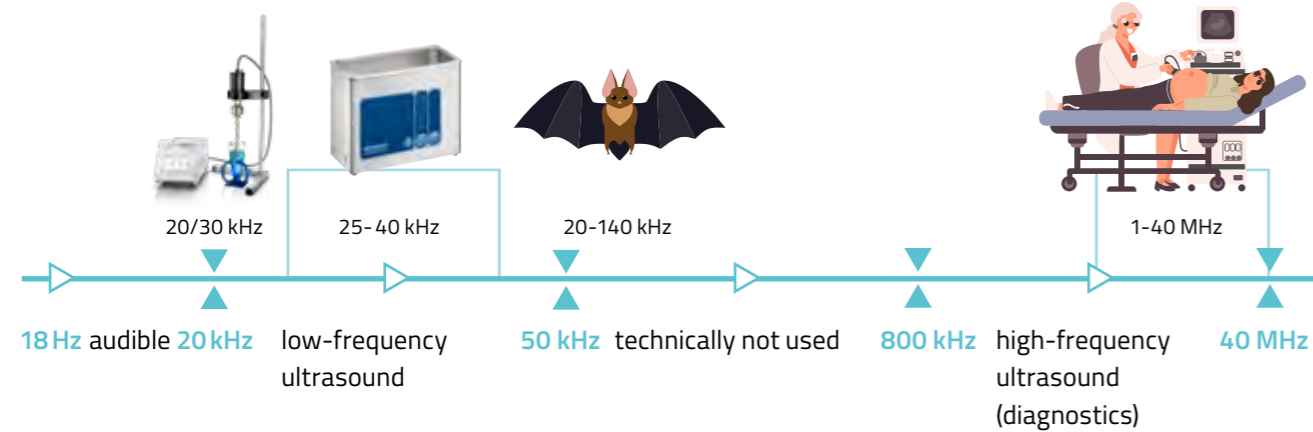 20/30 kHz
25-40 kHz
20-140 kHz
1-40 MHz
18 Hz audible 20 kHz low-frequency ultrasound
50 kHz technically not used
800 kHz high-frequency ultrasound (diagnostics)
40 MHz